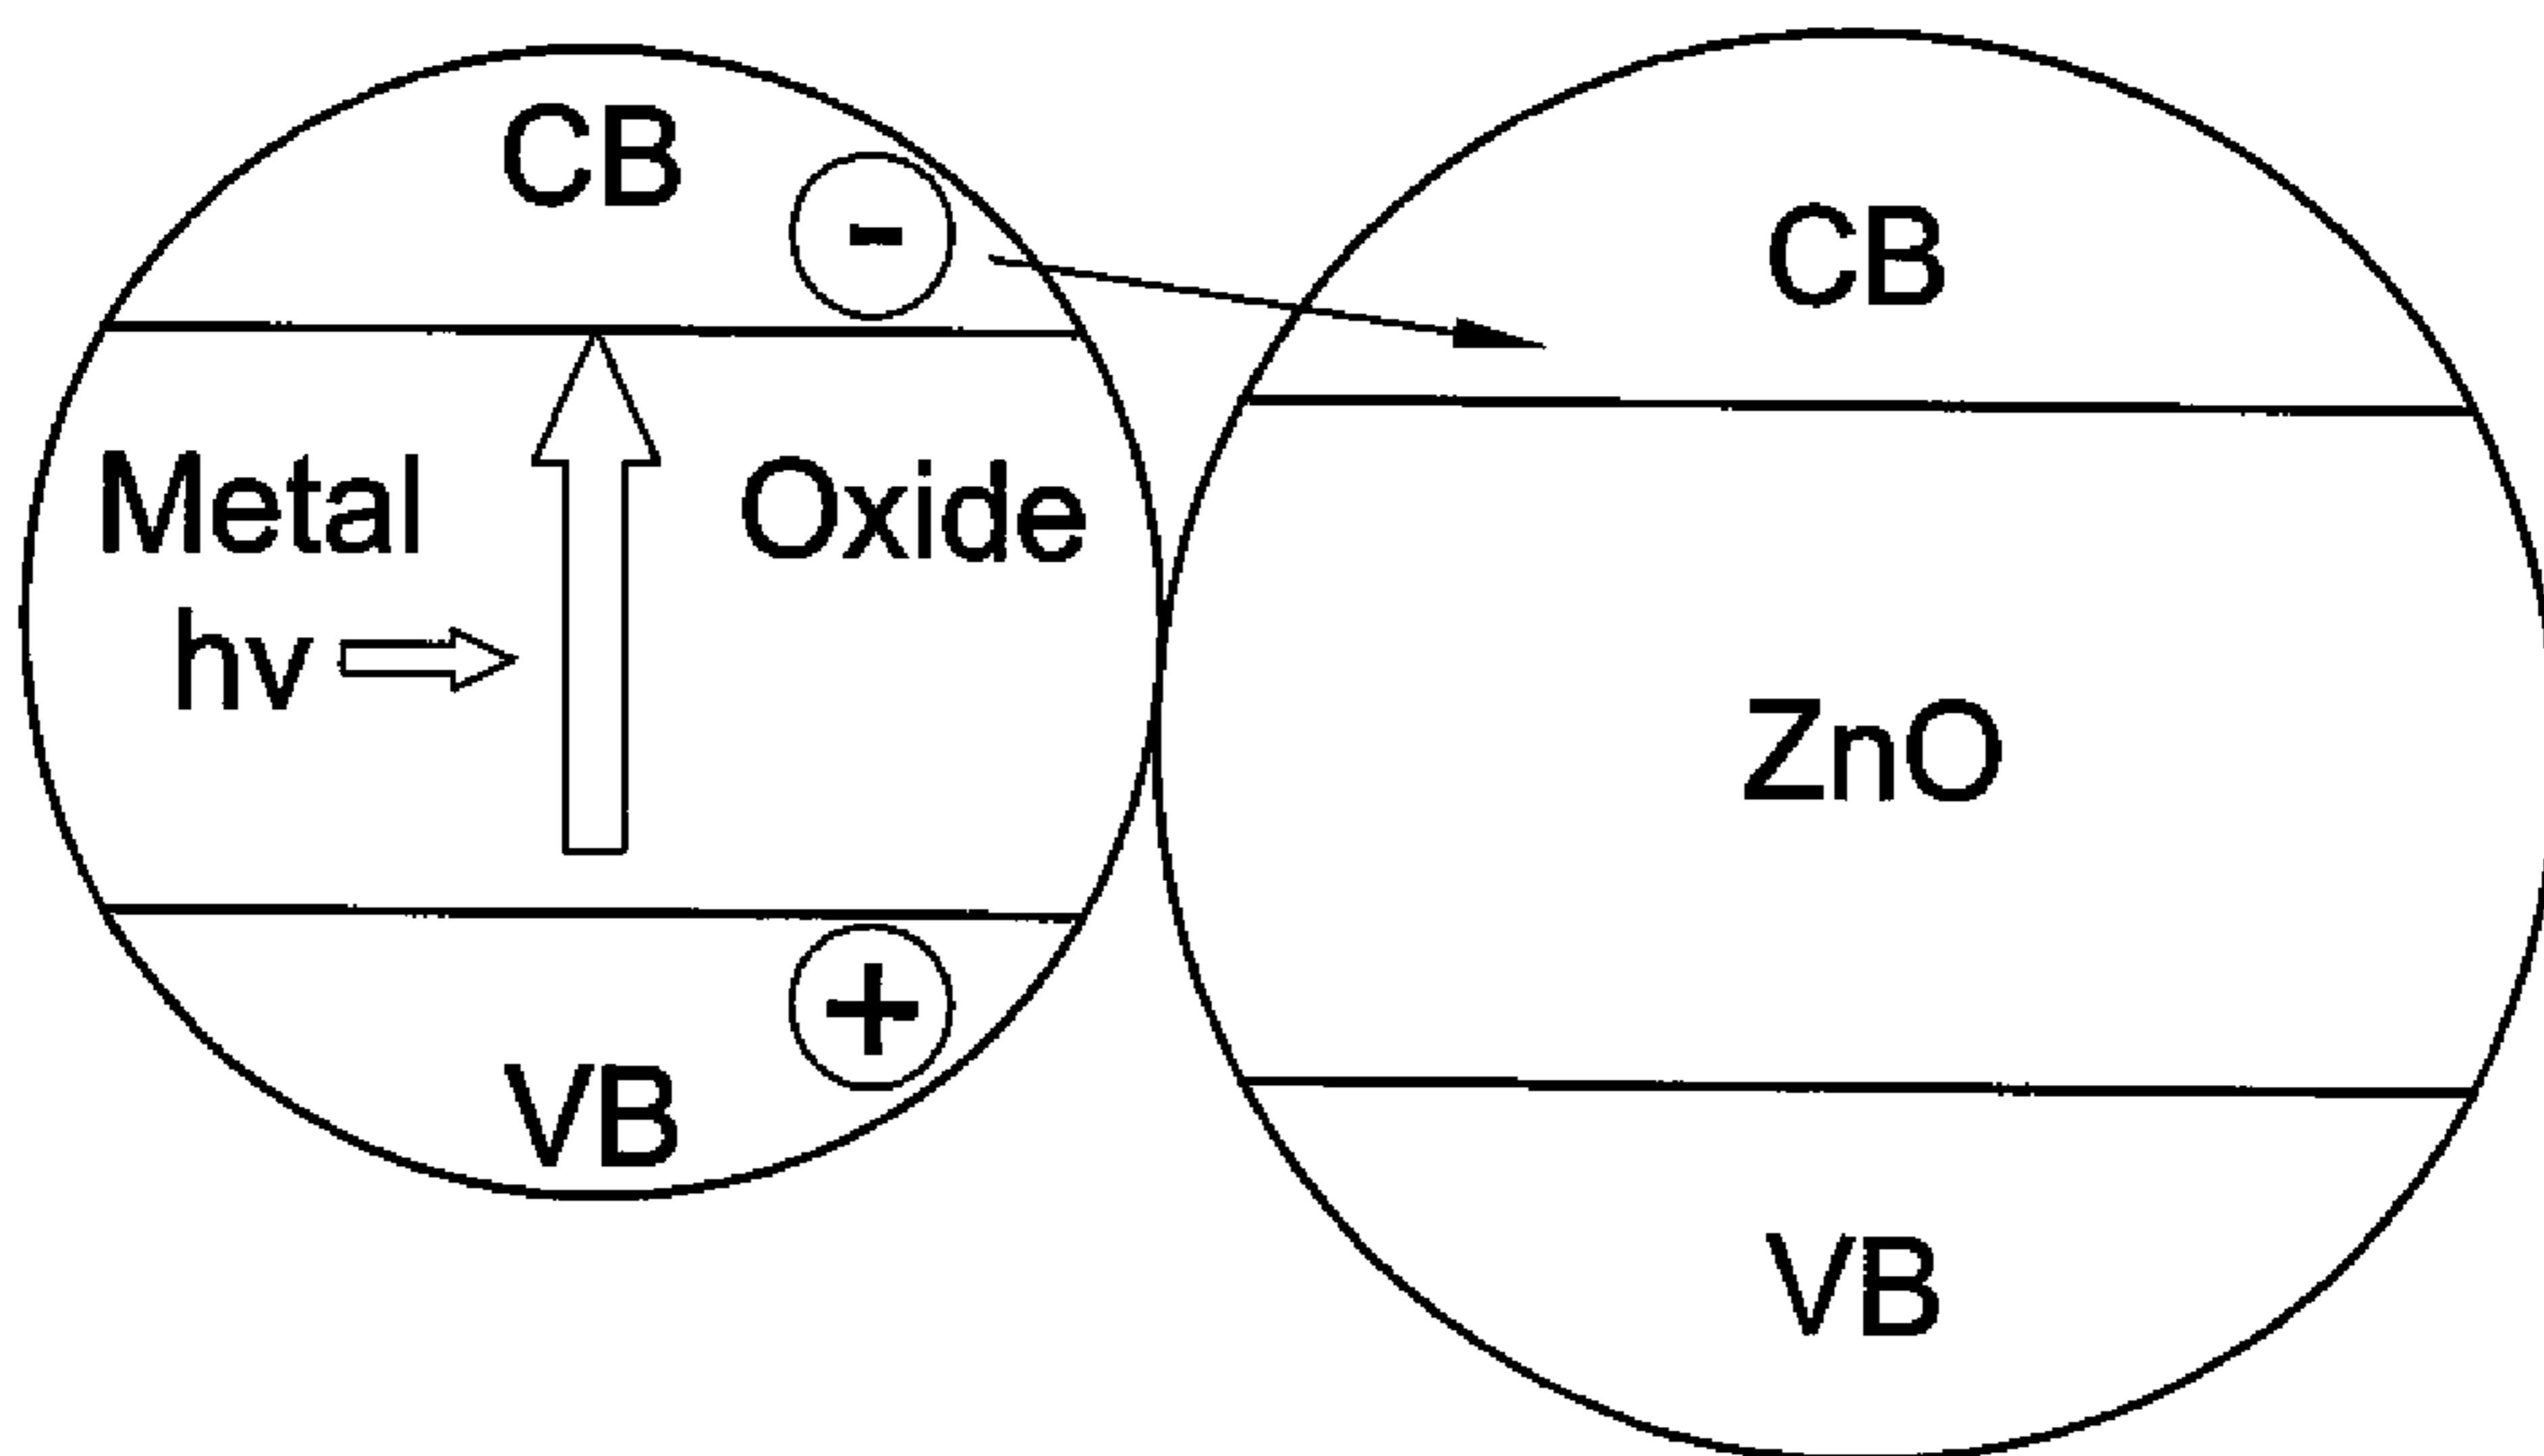 CB
-
Metal Oxide
hv
+
VB
CB
ZnO
VB